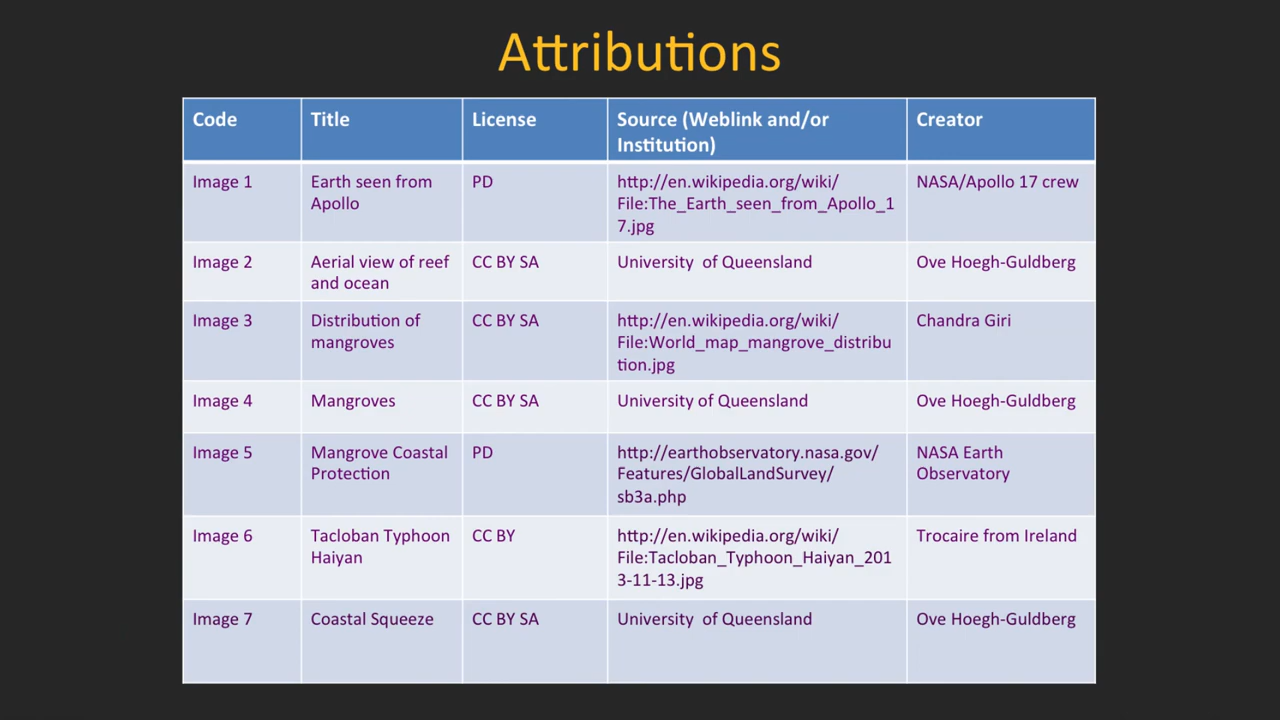 Attributions
Code Title License Source (Weblink and/or
Institution) Creator
Image 1 Earth seen from
Apollo PD http://en.wikipedia.org/wiki/
File:The_Earth_seen_from_Apollo_1
7.jpg NASA/Apollo 17 crew
Image 2 Aerial view of reef
and ocean CC BY SA University of Queensland Ove Hoegh-Guldberg
Image 3 Distribution of
mangroves CC BY SA http://en.wikipedia.org/wiki/
File:World_map_mangrove_distribu
tion.jpg Chandra Giri
Image 4 Mangroves CC BY SA University of Queensland Ove Hoegh-Guldberg
Image 5 Mangrove Coastal
Protection PD http://earthobservatory.nasa.gov/
Features/GlobalLandSurvey/
sb3a.php NASA Earth
Observatory
Image 6 Tacloban Typhoon
Haiyan CC BY http://en.wikipedia.org/wiki/
File:Tacloban_Typhoon_Haiyan_201
3-11-13.jpg Trocaire from Ireland
Image 7 Coastal Squeeze CC BY SA University of Queensland Ove Hoegh-Guldberg